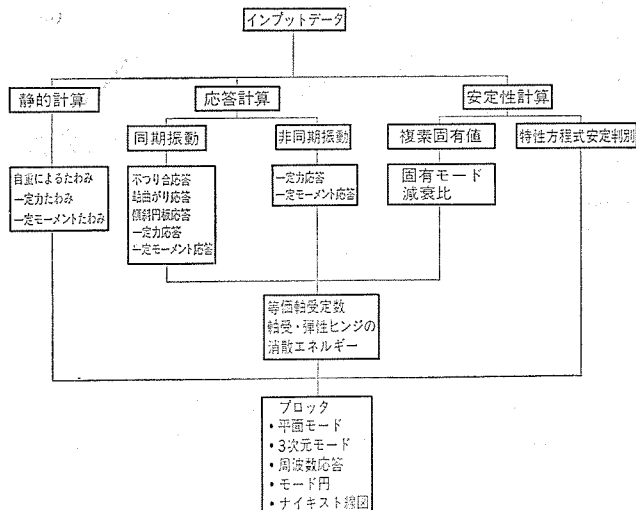 インプットデータ
静的計算
応答計算
安定性計算
同期振動
非同期振動
複素固有値
特性方程式安定判別
自重によるたわみ
一定力たわみ
一定モーメントたわみ
不つり合応答
軸曲がり応答
傾斜円板応答
一定力応答
一定モーメント応答
一定力応答
一定モーメント応答
固有モード
減衰比
等価軸受定数
軸受・弾性ヒンジの
消散エネルギー
プロッタ
・平面モード
・3次元モード
・周波数応答
・モード円
・ナイキスト線図